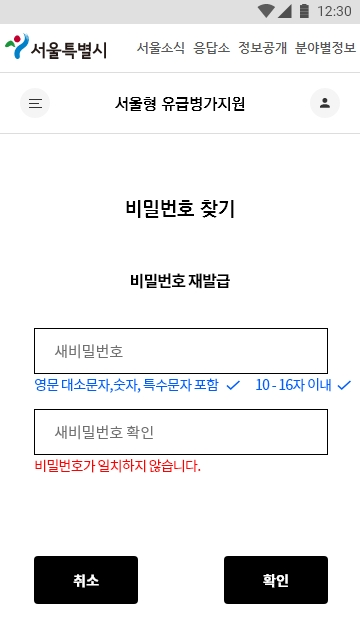 12:30
서울특별시 서울소식 응답소 정보공개 분야별정보
서울형 유급병가지원
비밀번호 찾기
비밀번호 재발급
새비밀번호
영문 대소문자,숫자, 특수문자 포함 10 - 16자 이내
새비밀번호 확인
비밀번호가 일치하지 않습니다.
취소 확인